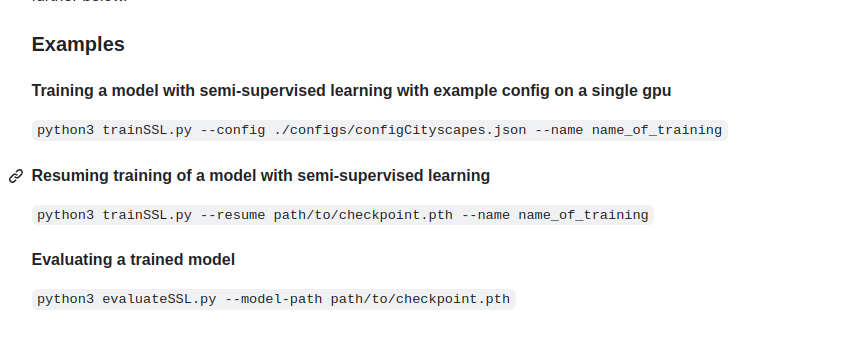 further below.
Examples
Training a model with semi-supervised learning with example config on a single gpu
python3 trainSSL.py --config ./configs/configCityscapes.json --name name_of_training
Resuming training of a model with semi-supervised learning
python3 trainSSL.py --resume path/to/checkpoint.pth --name name_of_training
Evaluating a trained model
python3 evaluateSSL.py --model-path path/to/checkpoint.pth